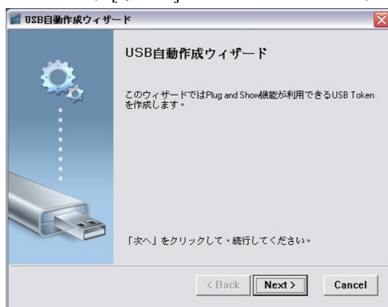 USB自動作成ウィザード
USB自動作成ウィザード
このウィザードではPlug and Show機能が利用できるUSB Token
を作成します。
「次へ」をクリックして、続行してください。
< Back
Next >
Cancel